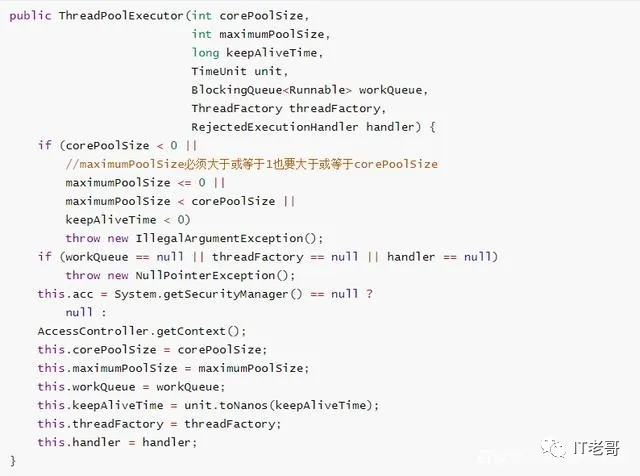 public ThreadPoolExecutor(int corePoolSize,
                          int maximumPoolSize,
                          long keepAliveTime,
                          TimeUnit unit,
                          BlockingQueue<Runnable> workQueue,
                          ThreadFactory threadFactory,
                          RejectedExecutionHandler handler) {
    if (corePoolSize < 0 ||
        //maximumPoolSize必须大于或等于1也要大于或等于corePoolSize
        maximumPoolSize <= 0 ||
        maximumPoolSize < corePoolSize ||
        keepAliveTime < 0)
        throw new IllegalArgumentException();
    if (workQueue == null || threadFactory == null || handler == null)
        throw new NullPointerException();
    this.acc = System.getSecurityManager() == null ?
        null :
    AccessController.getContext();
    this.corePoolSize = corePoolSize;
    this.maximumPoolSize = maximumPoolSize;
    this.workQueue = workQueue;
    this.keepAliveTime = unit.toNanos(keepAliveTime);
    this.threadFactory = threadFactory;
    this.handler = handler;
}
IT老哥